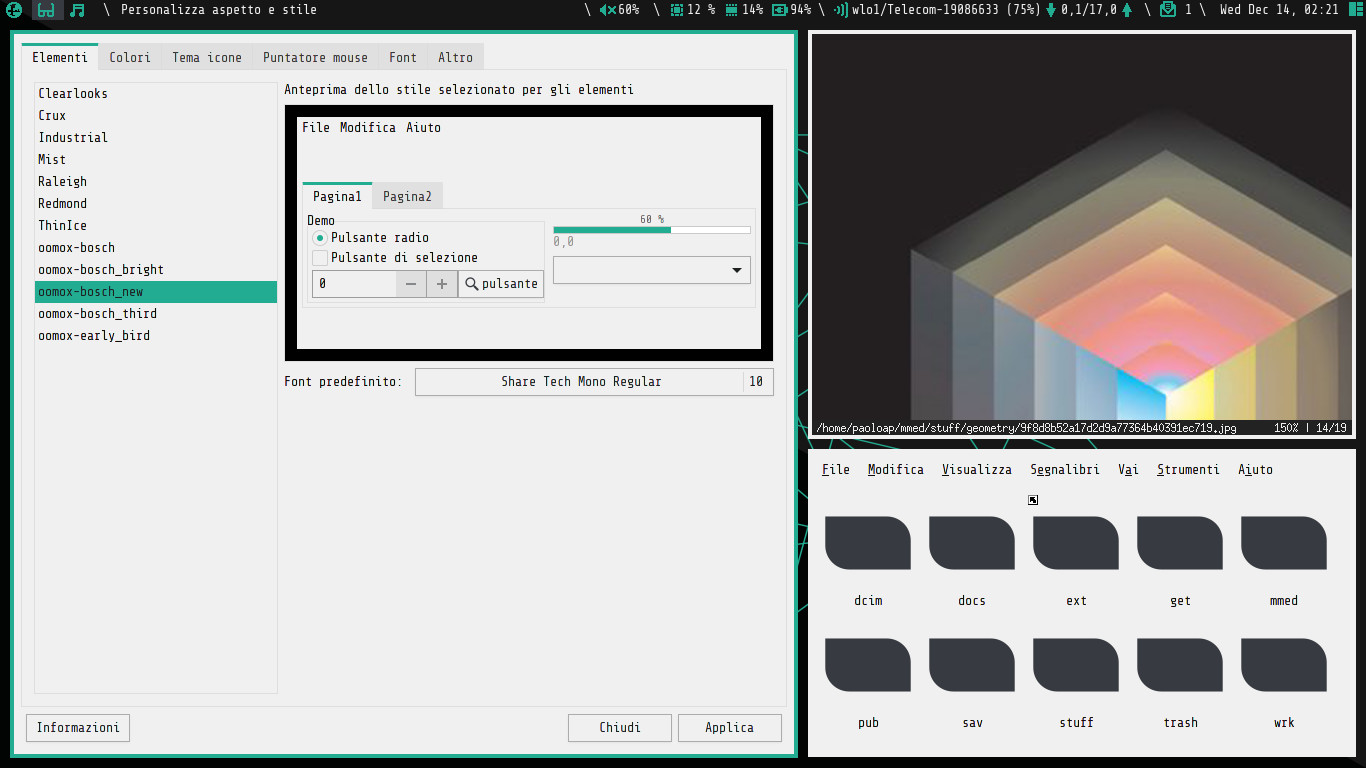 \ Personalizza aspetto e stile \ 60% \ 12 % 14% 94% \ wlo1/Telecom-19086633 (75%) 0,1/17,0 \ 1 \ Wed Dec 14, 02:21
Elementi Colori Tema icone Puntatore mouse Font Altro
Clearlooks
Crux
Industrial
Mist
Raleigh
Redmond
ThinIce
oomox-bosch
oomox-bosch_bright
oomox-bosch_new
oomox-bosch_third
oomox-early_bird
Anteprima dello stile selezionato per gli elementi
File Modifica Aiuto
Pagina1 Pagina2
Demo
Pulsante radio
Pulsante di selezione
0 − + pulsante
60 %
0,0
Font predefinito: Share Tech Mono Regular 10
Informazioni Chiudi Applica
/home/paoloap/mmed/stuff/geometry/9f8d8b52a17d2d9a77364b40391ec719.jpg 150% | 14/19
File Modifica Visualizza Segnalibri Vai Strumenti Aiuto
dcim docs ext get mmed
pub sav stuff trash wrk